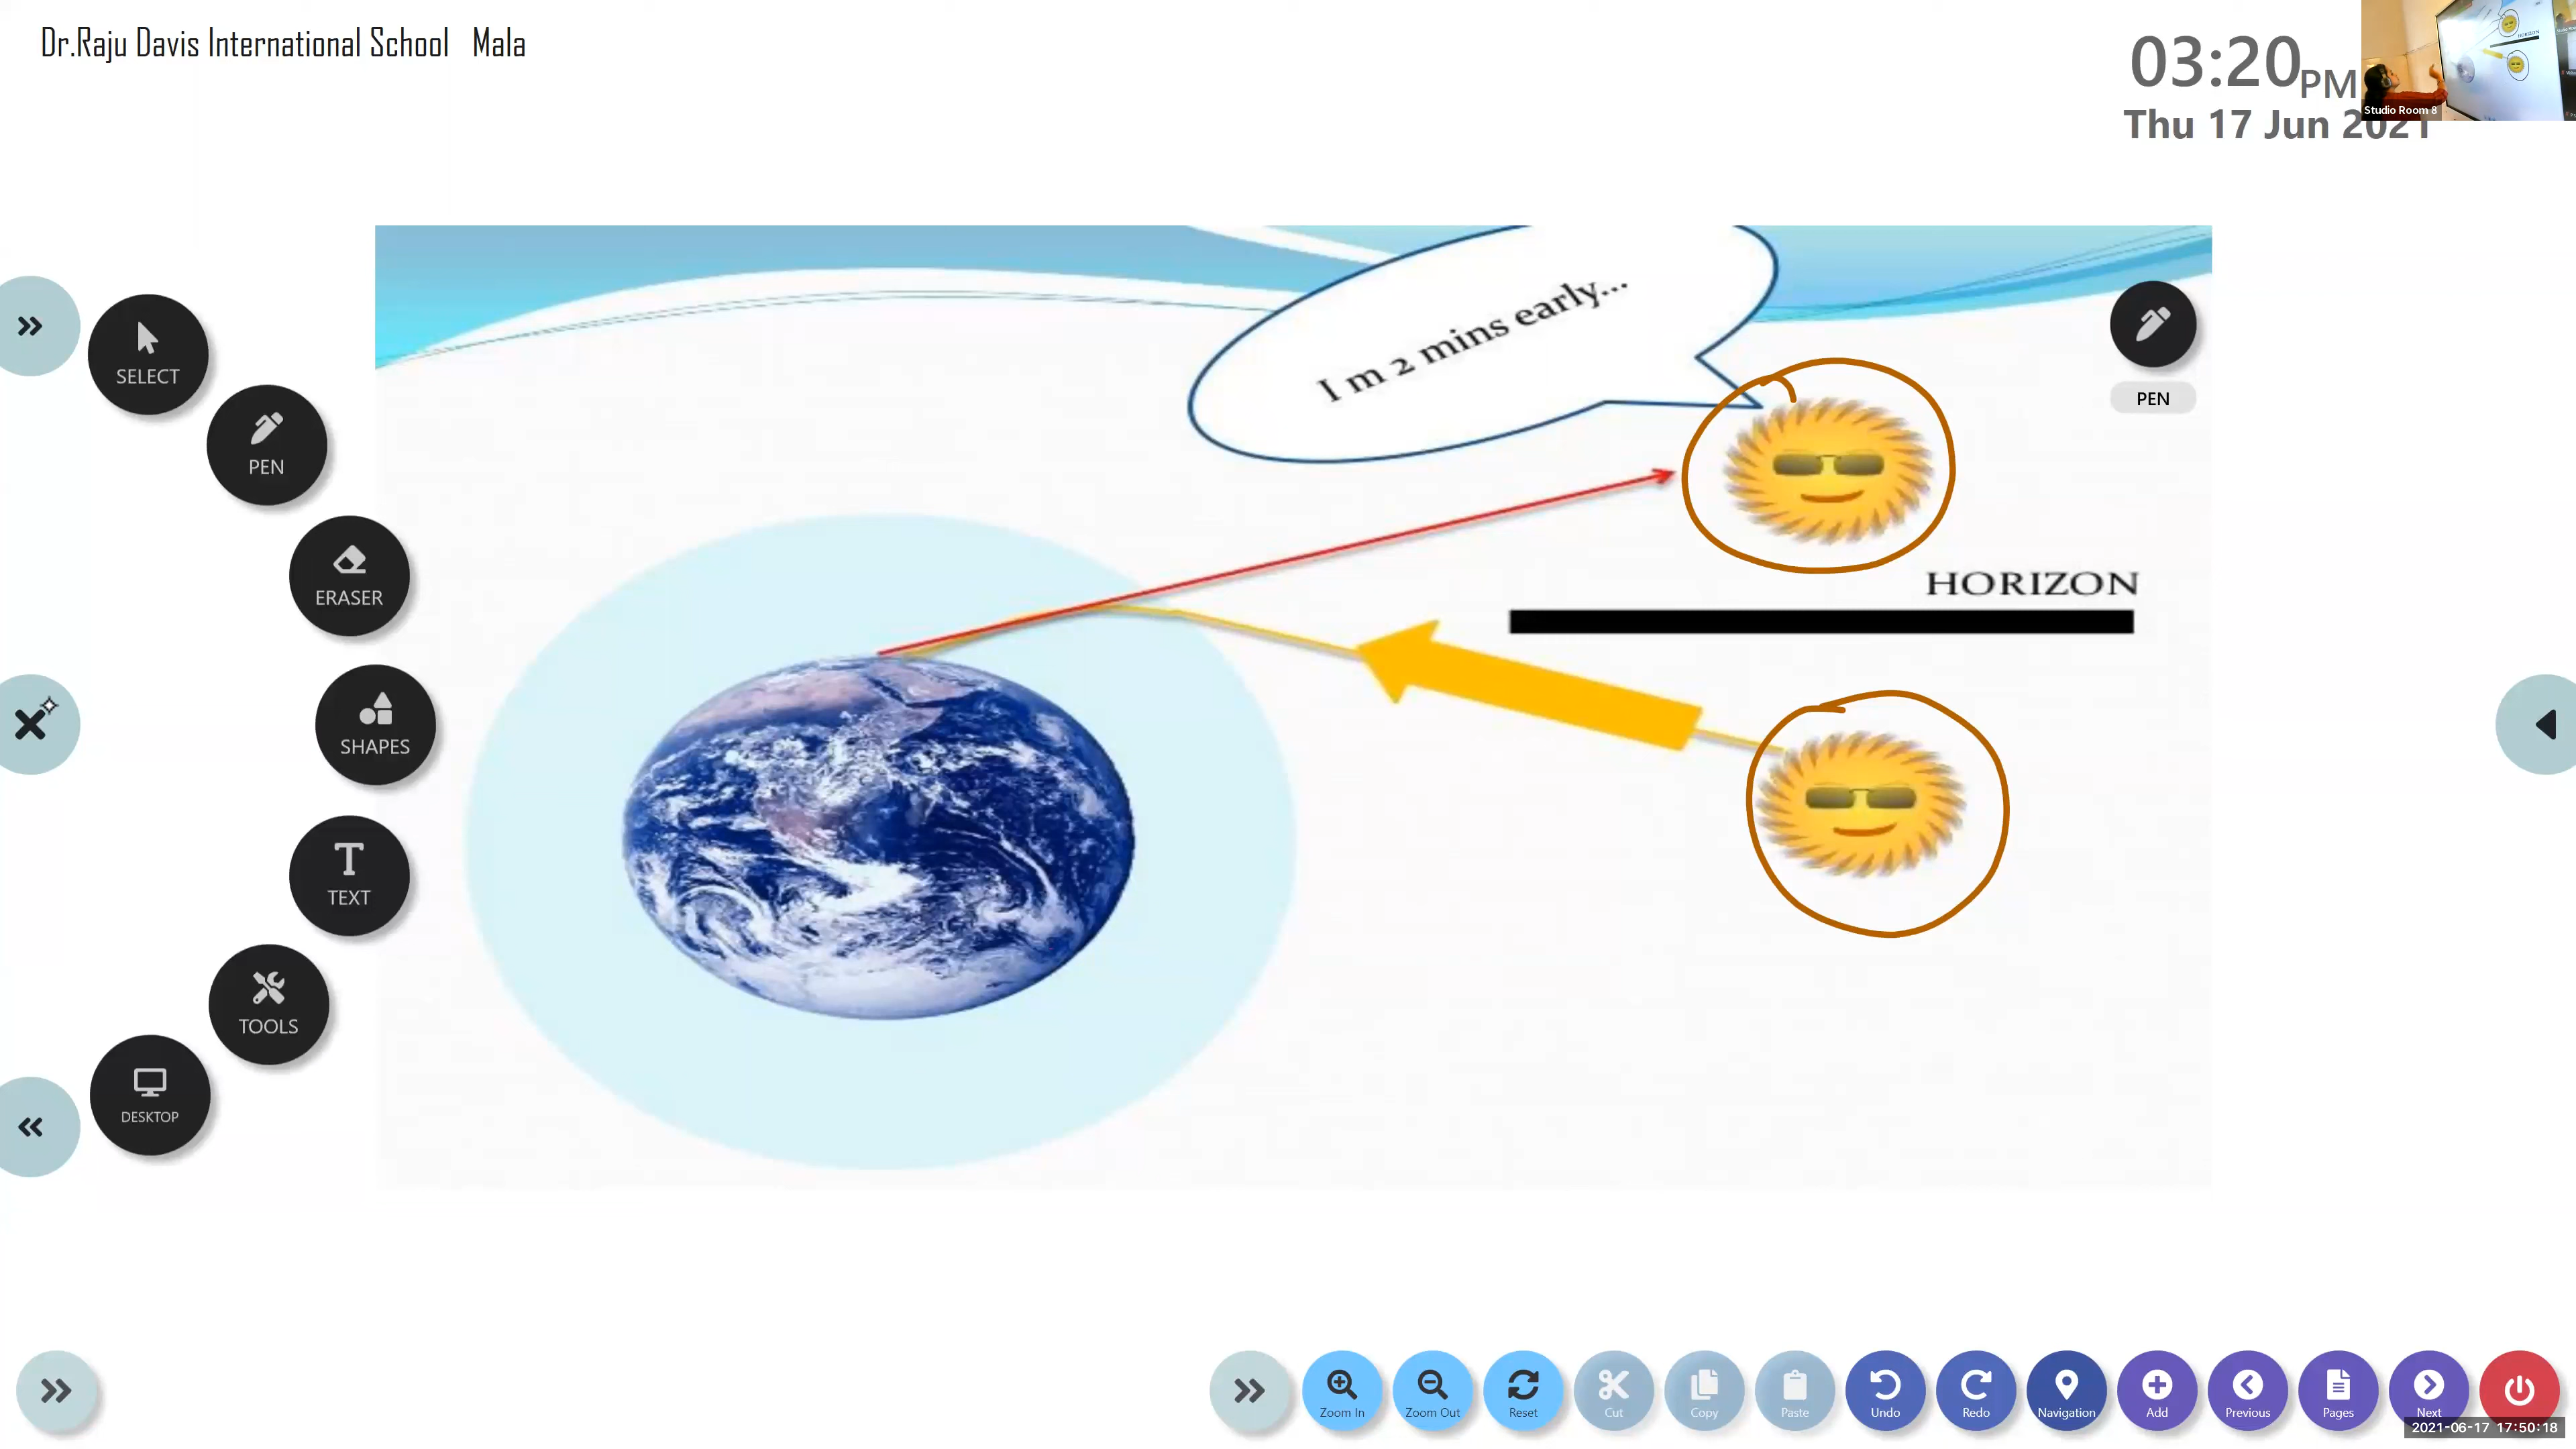 Dr.Raju Davis International School Mala
03:20PM
Thu 17 Jun 2021
Studio Room 8
I m 2 mins early...
HORIZON
PEN
SELECT
PEN
ERASER
SHAPES
TEXT
TOOLS
DESKTOP
Zoom In
Zoom Out
Reset
Cut
Copy
Paste
Undo
Redo
Navigation
Add
Previous
Pages
Next
2021-06-17 17:50:18